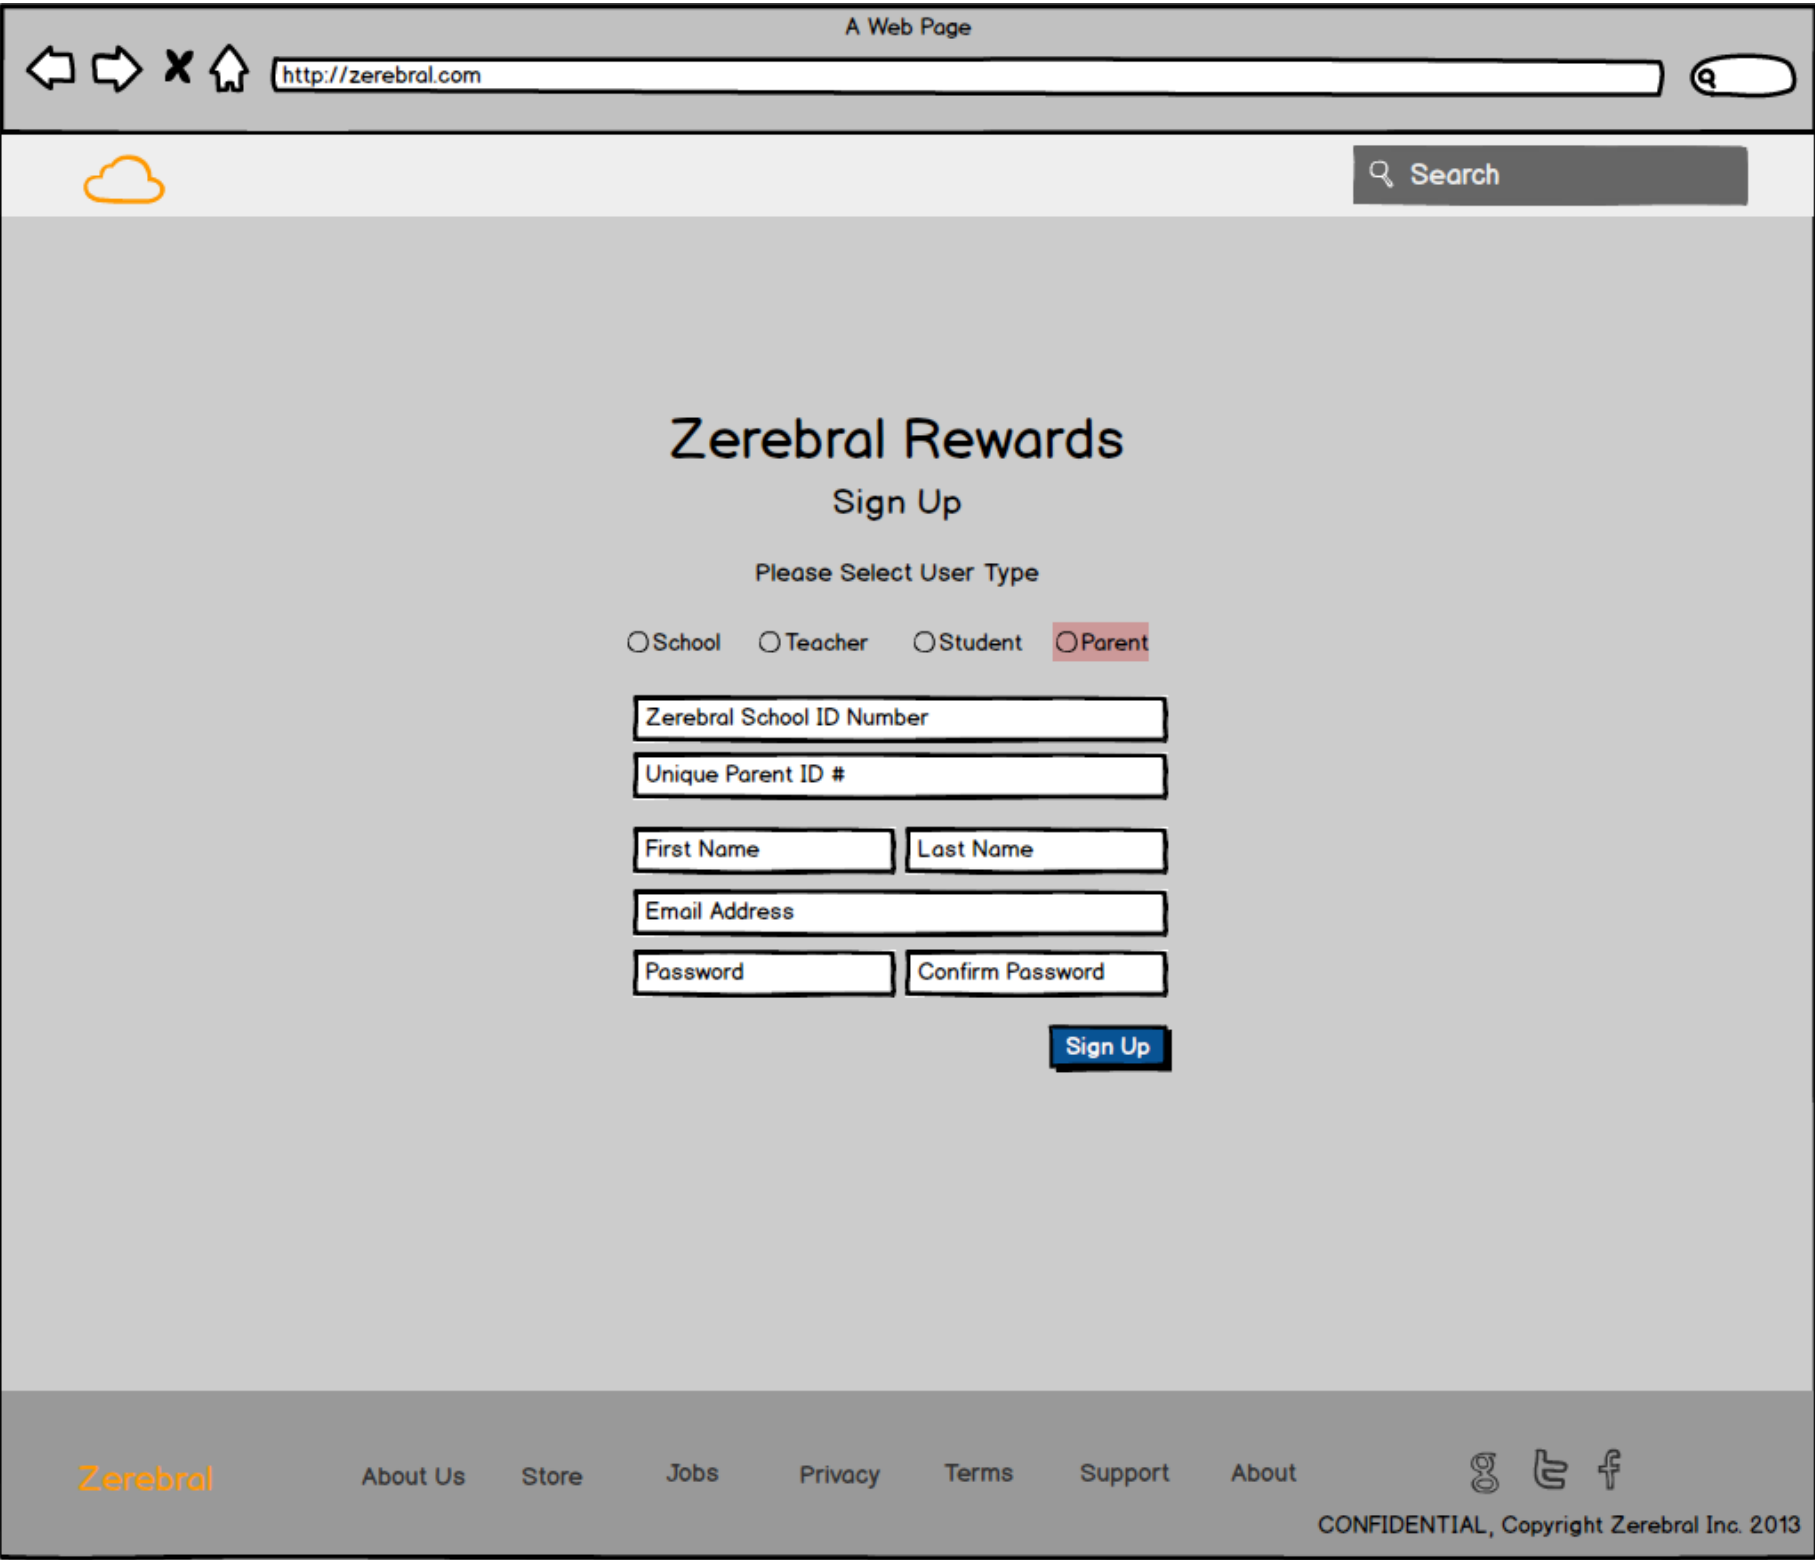 A Web Page
http://zerebral.com
Search
Zerebral Rewards
Sign Up
Please Select User Type
School Teacher Student Parent
Zerebral School ID Number
Unique Parent ID #
First Name Last Name
Email Address
Password Confirm Password
Sign Up
Zerebral About Us Store Jobs Privacy Terms Support About
CONFIDENTIAL, Copyright Zerebral Inc. 2013